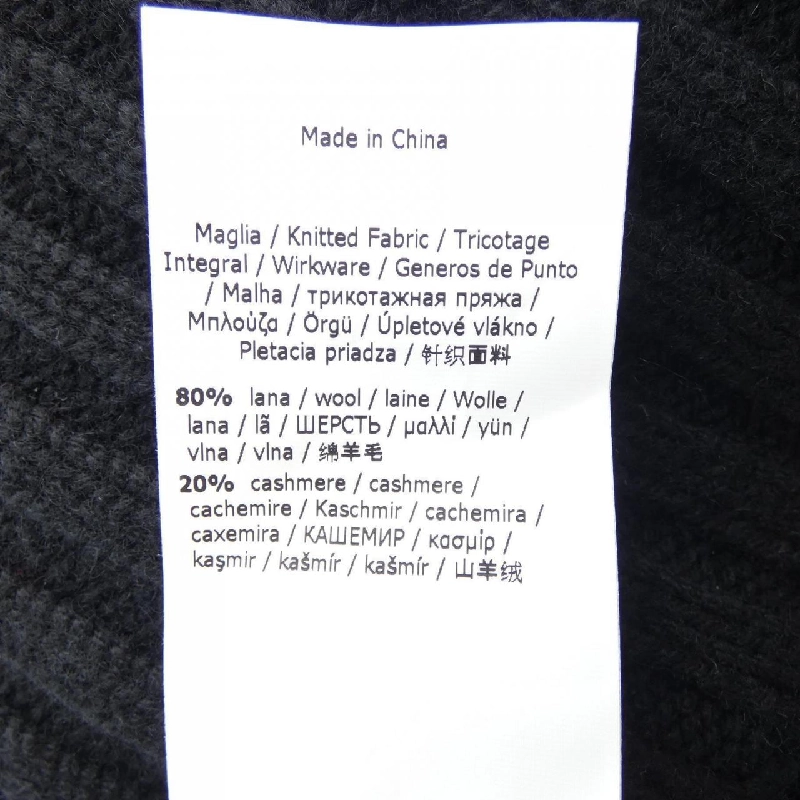 Made in China
Maglia / Knitted Fabric / Tricotage
Integral / Wirkware / Generos de Punto
/ Malha / трикотажная пряжа /
Μπλούζα / Örgü / Úpletové vlákno /
Pletacia priadza / 针织面料
80% lana / wool / laine / Wolle /
lana / lã / ШЕРСТЬ / μαλλί / yün /
vlna / vlna / 绵羊毛
20% cashmere / cashmere /
cachemire / Kaschmir / cachemira /
caxemira / КАШЕМИР / κασμίρ /
kaşmir / kašmír / kašmír / 山羊绒